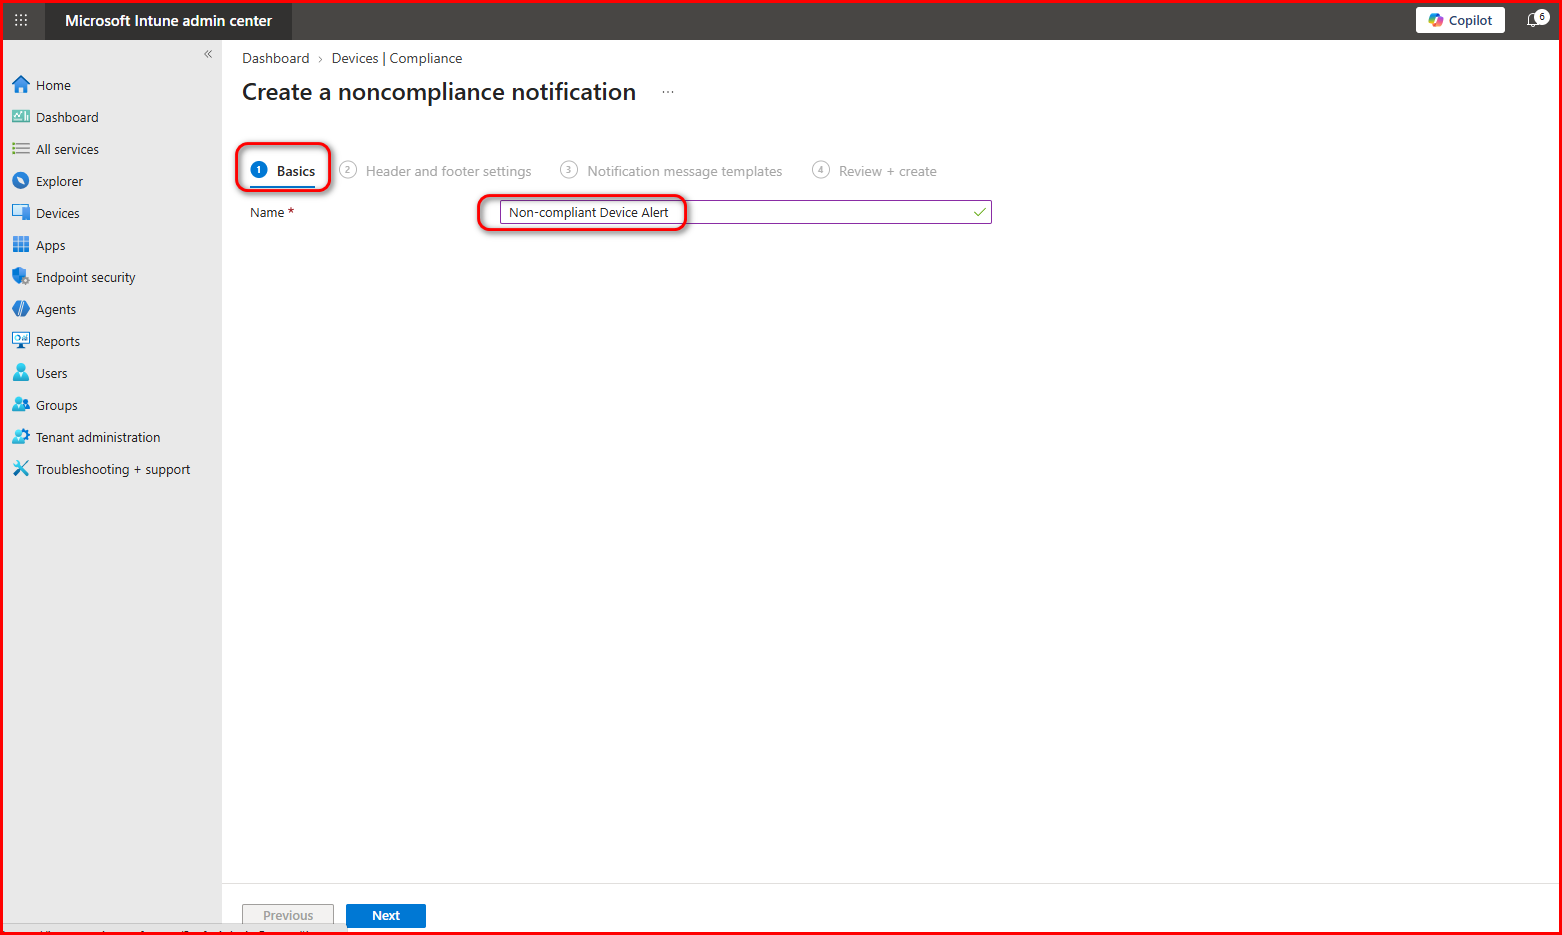 Microsoft Intune admin center
Copilot
6
Dashboard > Devices | Compliance
Create a noncompliance notification ...
Home
Dashboard
All services
Explorer
Devices
Apps
Endpoint security
Agents
Reports
Users
Groups
Tenant administration
Troubleshooting + support
1 Basics 2 Header and footer settings 3 Notification message templates 4 Review + create
Name * Non-compliant Device Alert
Previous Next